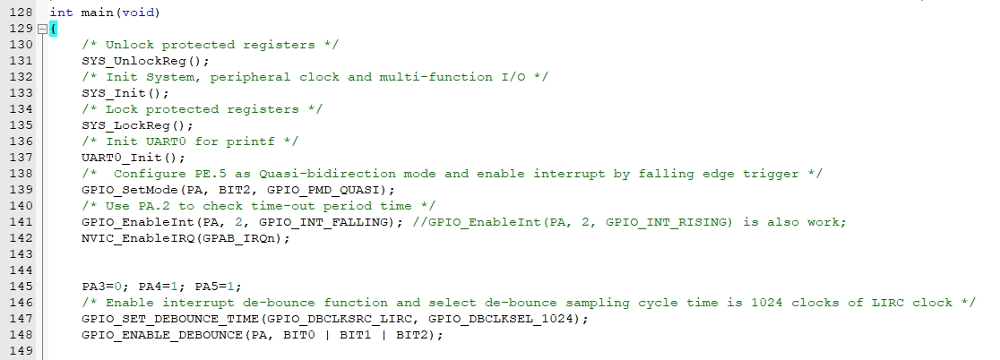 128 int main(void)
129 {
130 /* Unlock protected registers */
131 SYS_UnlockReg();
132 /* Init System, peripheral clock and multi-function I/O */
133 SYS_Init();
134 /* Lock protected registers */
135 SYS_LockReg();
136 /* Init UART0 for printf */
137 UART0_Init();
138 /*  Configure PE.5 as Quasi-bidirection mode and enable interrupt by falling edge trigger */
139 GPIO_SetMode(PA, BIT2, GPIO_PMD_QUASI);
140 /* Use PA.2 to check time-out period time */
141 GPIO_EnableInt(PA, 2, GPIO_INT_FALLING); //GPIO_EnableInt(PA, 2, GPIO_INT_RISING) is also work;
142 NVIC_EnableIRQ(GPAB_IRQn);
143
144
145 PA3=0; PA4=1; PA5=1;
146 /* Enable interrupt de-bounce function and select de-bounce sampling cycle time is 1024 clocks of LIRC clock */
147 GPIO_SET_DEBOUNCE_TIME(GPIO_DBCLKSRC_LIRC, GPIO_DBCLKSEL_1024);
148 GPIO_ENABLE_DEBOUNCE(PA, BIT0 | BIT1 | BIT2);
149